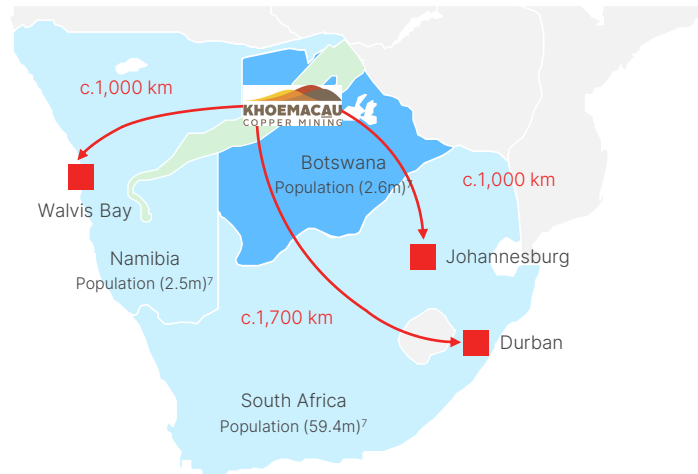 c.1,000 km
KHOEMACAU
COPPER MINING
Botswana
Population (2.6m)7
c.1,000 km
Walvis Bay
Namibia
Population (2.5m)7
Johannesburg
c.1,700 km
Durban
South Africa
Population (59.4m)7